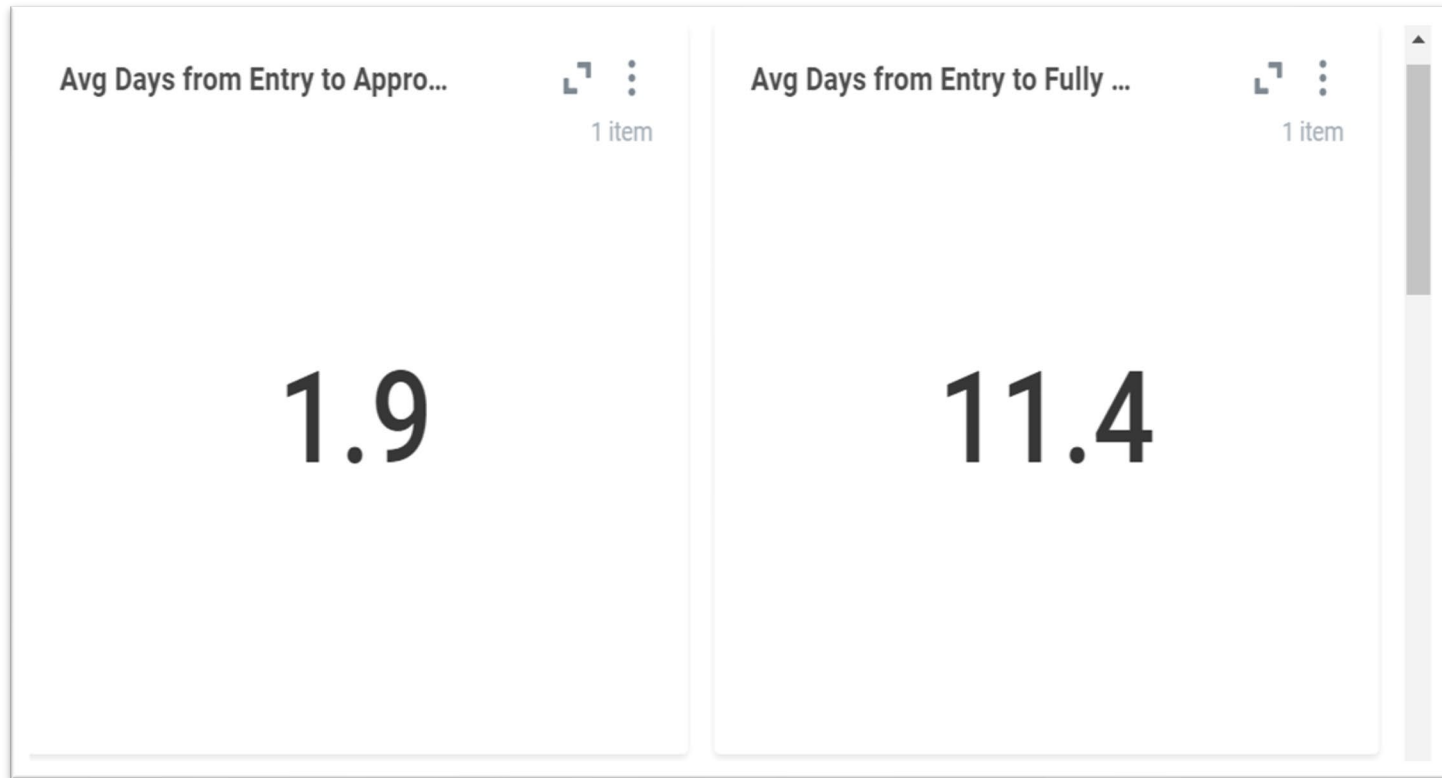 Avg Days from Entry to Appro...
1 item
1.9
Avg Days from Entry to Fully ...
1 item
11.4